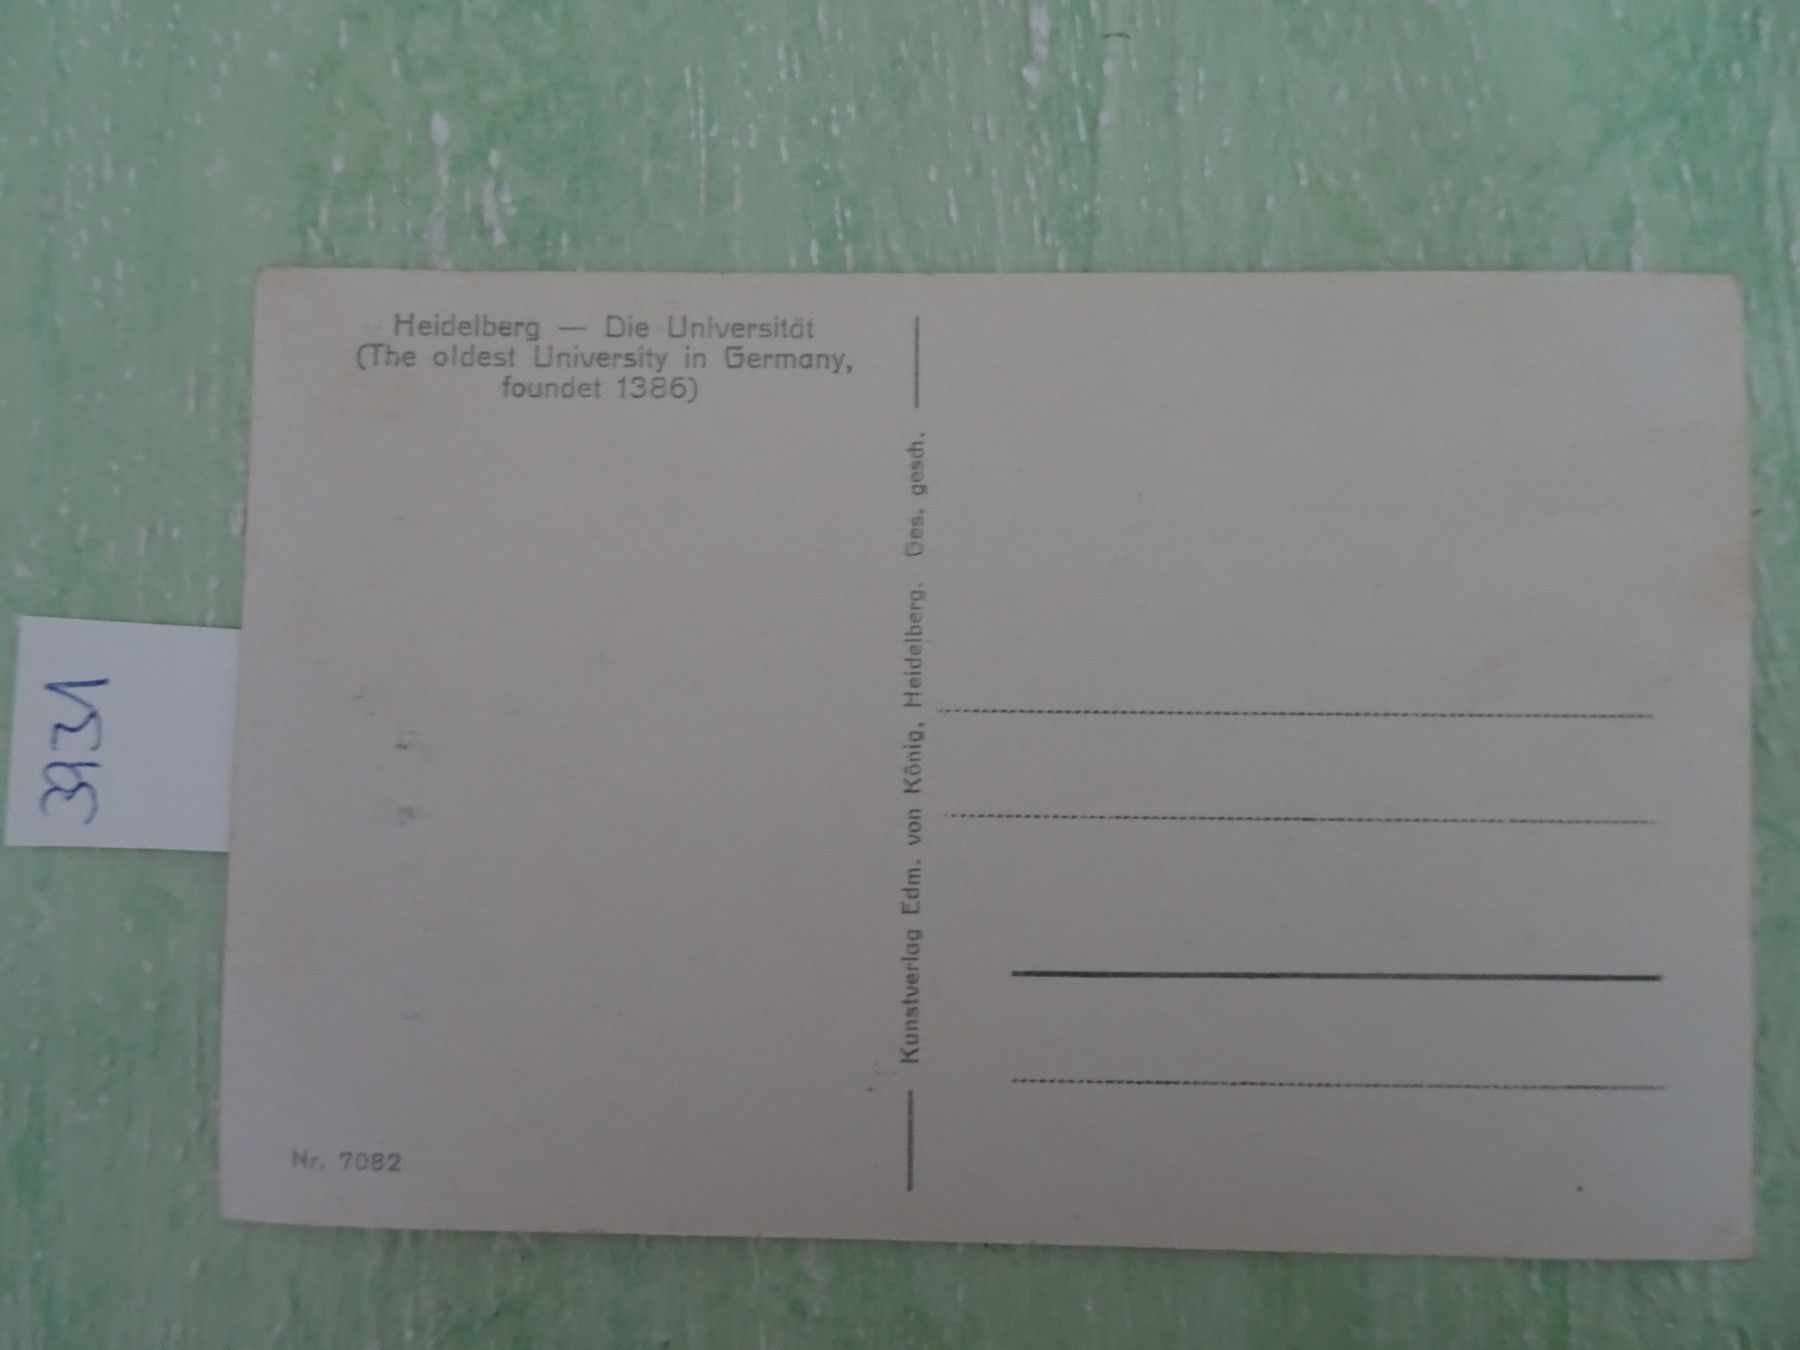 Heidelberg — Die Universität
(The oldest University in Germany,
foundet 1386)
Kunstverlag Edm. von König, Heidelberg. Ges. gesch.
Nr. 7082
3931